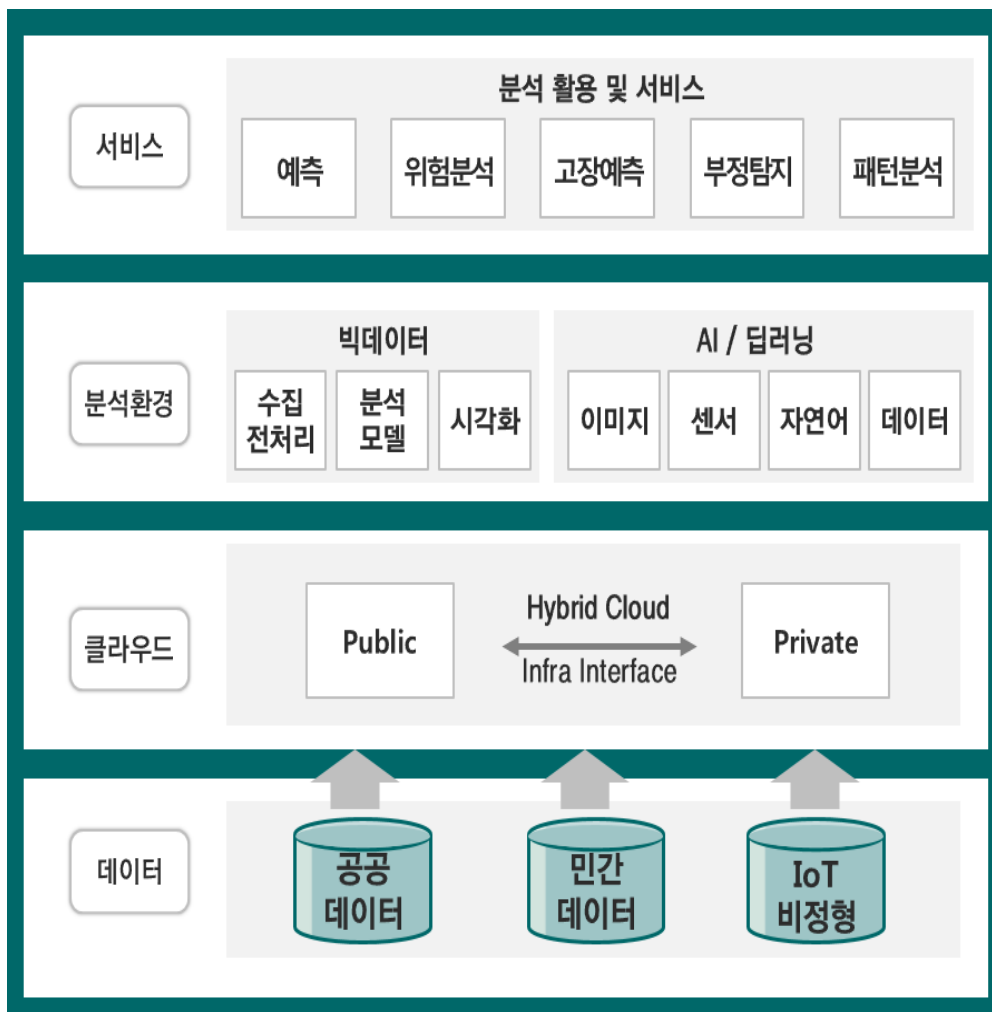 서비스
분석 활용 및 서비스
예측
위험분석
고장예측
부정탐지
패턴분석
분석환경
빅데이터
수집
전처리
분석
모델
시각화
AI / 딥러닝
이미지
센서
자연어
데이터
클라우드
Public
Hybrid Cloud
Infra Interface
Private
데이터
공공
데이터
민간
데이터
IoT
비정형